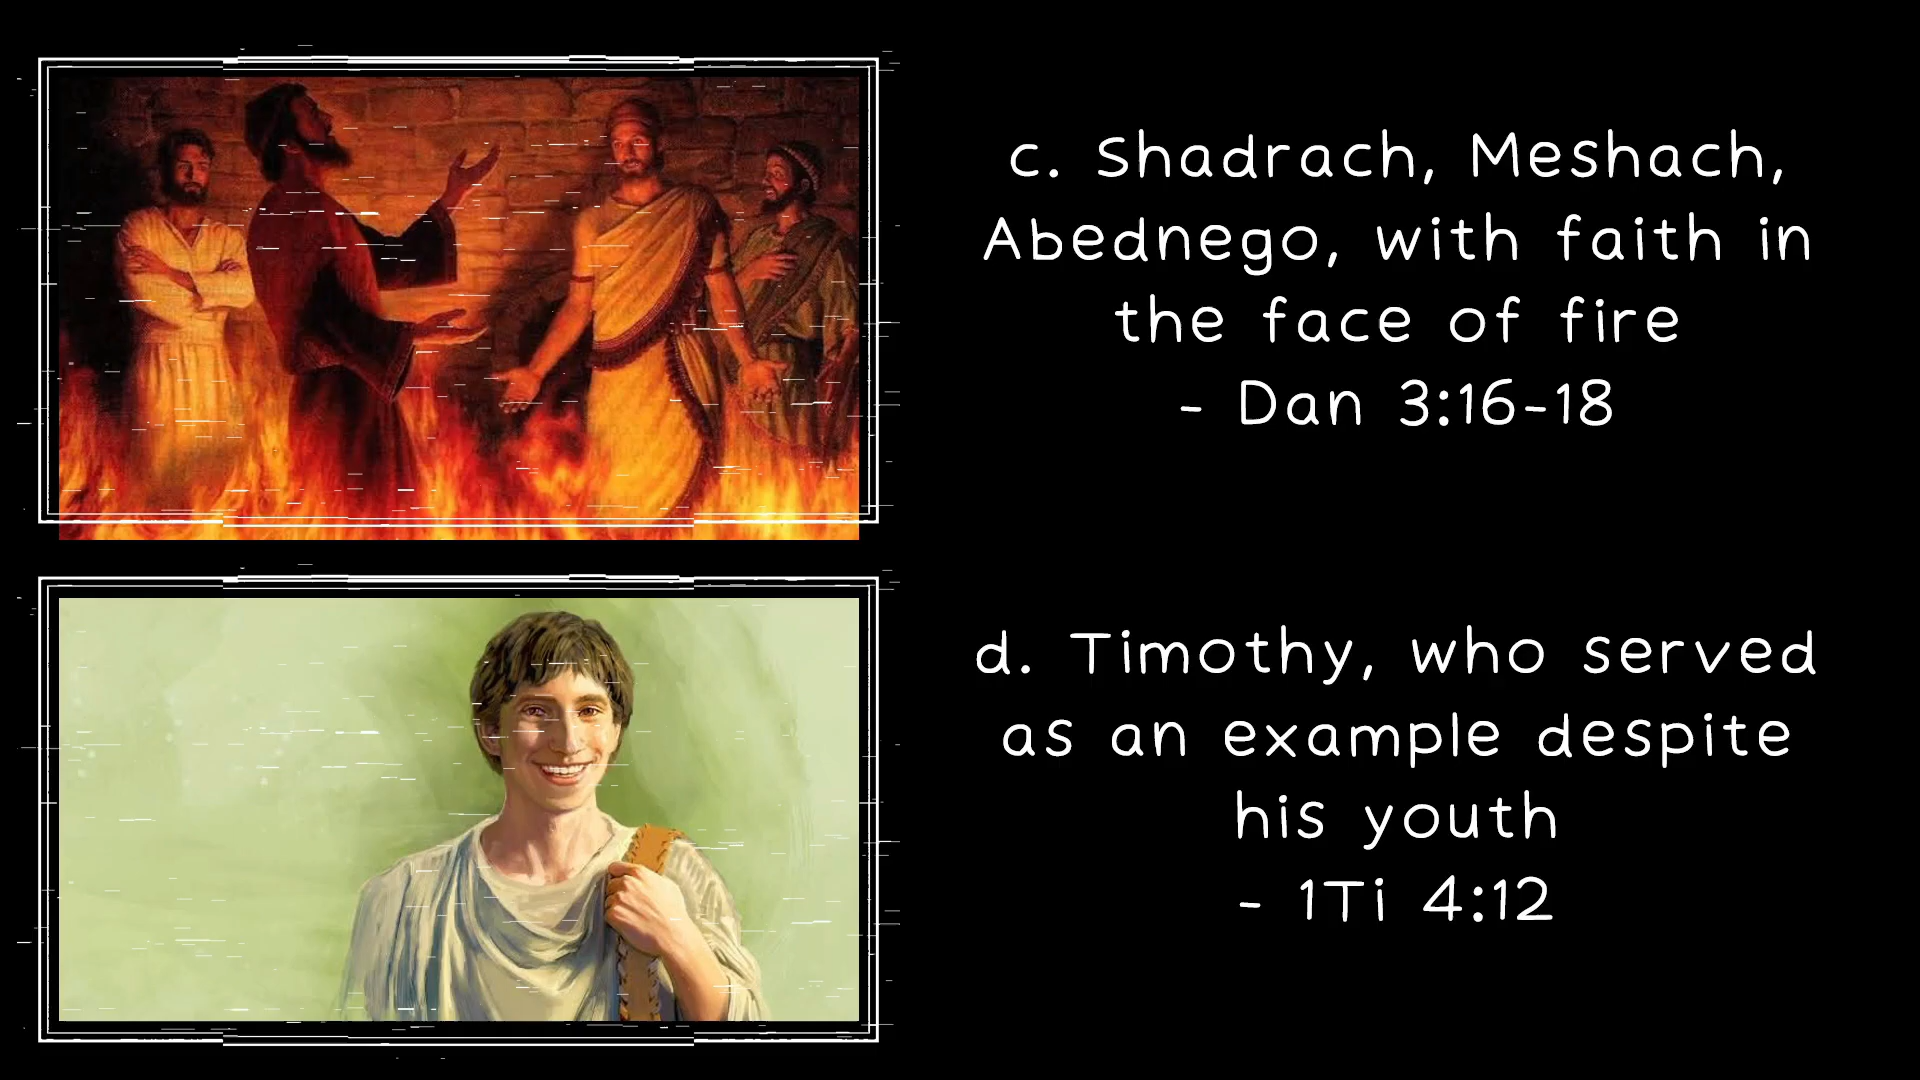 c. Shadrach, Meshach,
Abednego, with faith in
the face of fire
- Dan 3:16-18
d. Timothy, who served
as an example despite
his youth
- 1Ti 4:12